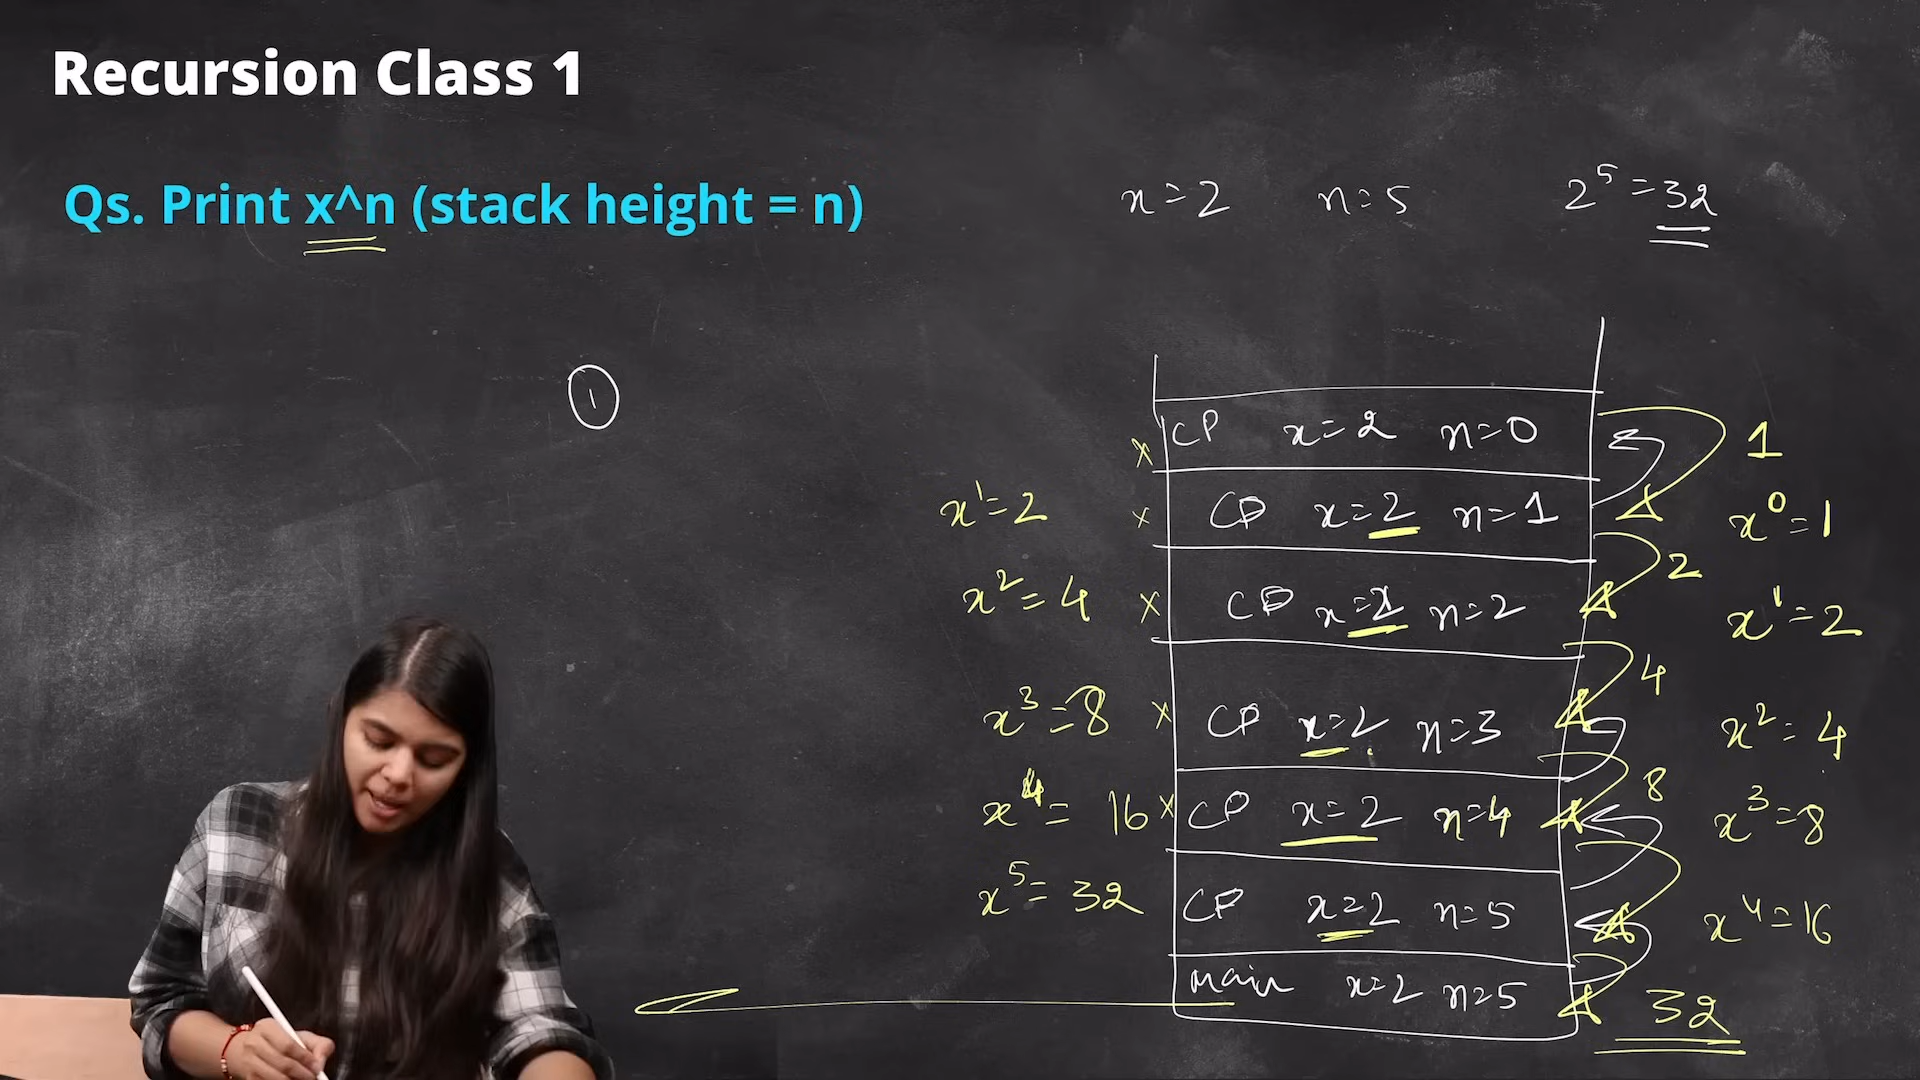 Recursion Class 1
Qs. Print x^n (stack height = n)
x=2 n=5 2^5=32
1
CP x=2 n=0 1
x^1=2 x CP x=2 n=1 x^0=1
2
x^2=4 x CP x=2 n=2 x^1=2
4
x^3=8 x CP x=2 n=3 x^2=4
8
x^4=16 x CP x=2 n=4 x^3=8
x^5=32 CP x=2 n=5 x^4=16
main x=2 n=5 32